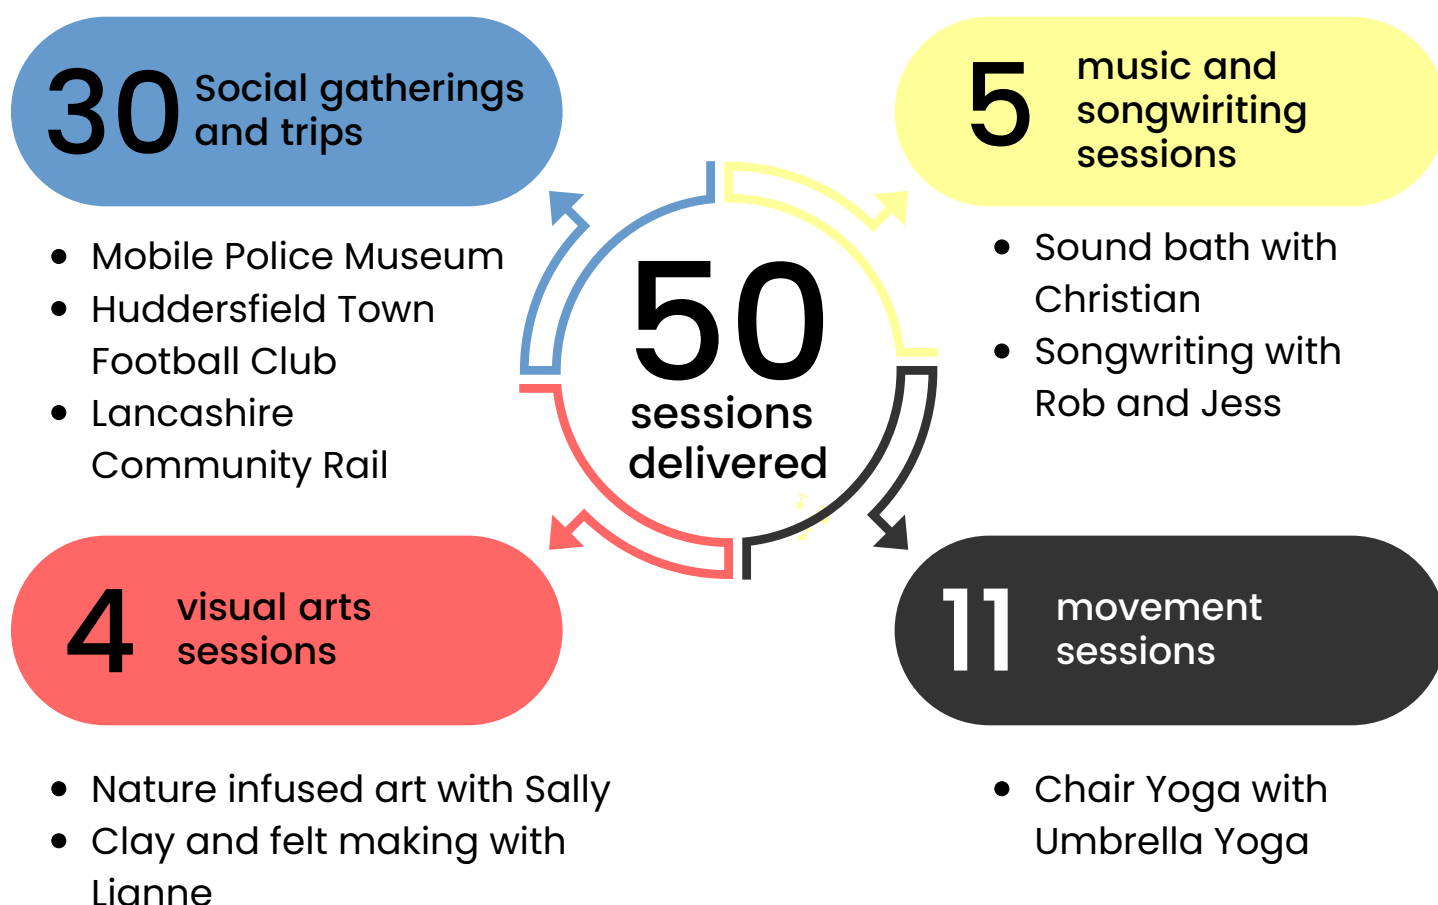 30
Social gatherings
and trips
Mobile Police Museum
Huddersfield Town
Football Club
Lancashire
Community Rail
5
music and
songwiriting
sessions
Sound bath with
Christian
Songwriting with
Rob and Jess
50
sessions
delivered
4
visual arts
sessions
Nature infused art with Sally
Clay and felt making with
Lianne
11
movement
sessions
Chair Yoga with
Umbrella Yoga